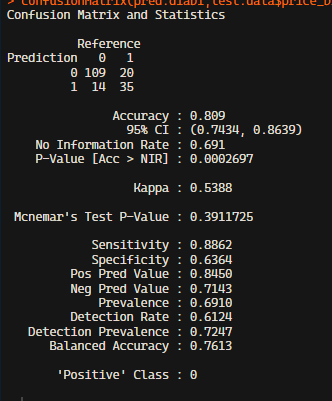 > confusionMatrix(pred.diabt,test.data$price_b
Confusion Matrix and Statistics
Reference
Prediction 0 1
0 109 20
1 14 35
Accuracy : 0.809
95% CI : (0.7434, 0.8639)
No Information Rate : 0.691
P-Value [Acc > NIR] : 0.0002697
Kappa : 0.5388
Mcnemar's Test P-Value : 0.3911725
Sensitivity : 0.8862
Specificity : 0.6364
Pos Pred Value : 0.8450
Neg Pred Value : 0.7143
Prevalence : 0.6910
Detection Rate : 0.6124
Detection Prevalence : 0.7247
Balanced Accuracy : 0.7613
'Positive' Class : 0